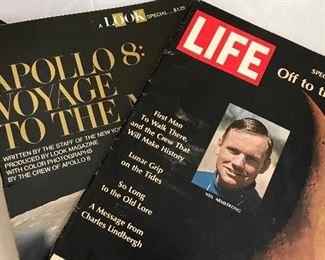 A LOOK SPECIAL $1.25
APOLLO 8:
VOYAGE
TO THE
WRITTEN BY THE STAFF OF THE NEW
PRODUCED BY LOOK MAGAZINE
WITH COLOR PHOTOGRAPHS
BY THE CREW OF APOLLO 8
LIFE
Off to
First Man
To Walk There,
and the Crew That
Will Make History
Lunar Grip
on the Tides
So Long
to the Old Lore
A Message from
Charles Lindbergh
NEIL ARMSTRONG